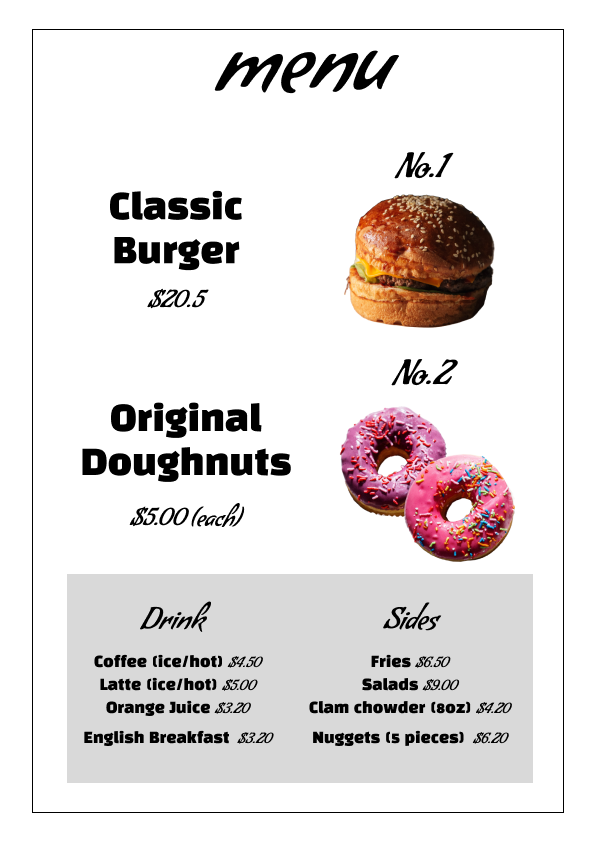 menu
No.1
Classic
Burger
$20.5
No.2
Original
Doughnuts
$5.00 (each)
Drink
Coffee (ice/hot) $4.50
Latte (ice/hot) $5.00
Orange Juice $3.20
English Breakfast $3.20
Sides
Fries $6.50
Salads $9.00
Clam chowder (8oz) $4.20
Nuggets (5 pieces) $6.20